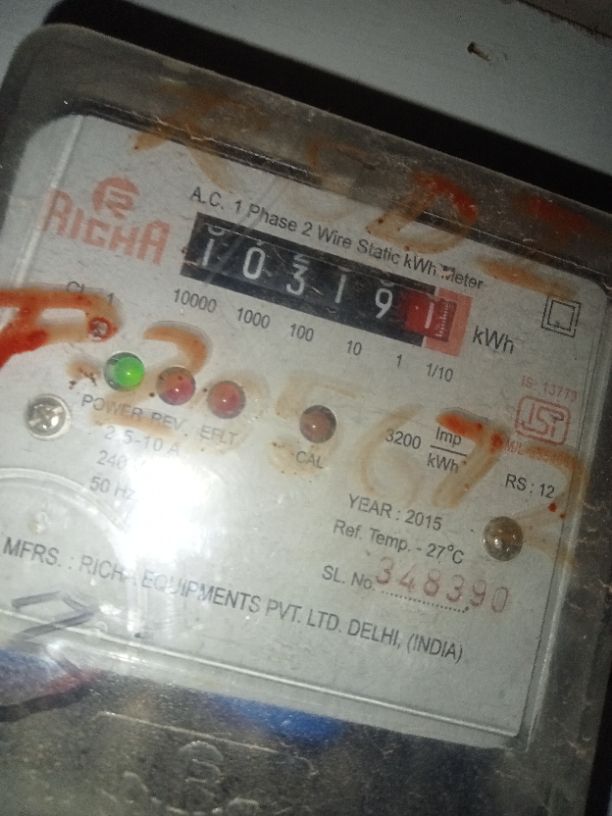 RICHA
A.C. 1 Phase 2 Wire Static kWh Meter
1 0 3 1 9 1
kWh
10000 1000 100 10 1 1/10
POWER REV. EFLT
CAL
2.5-10 A
50 Hz
3200 Imp
kWh
IS: 13779
ISI
RS : 12
YEAR : 2015
Ref. Temp. - 27°C
SL. No. 348390
MFRS. : EQUIPMENTS PVT. LTD. DELHI, (INDIA)